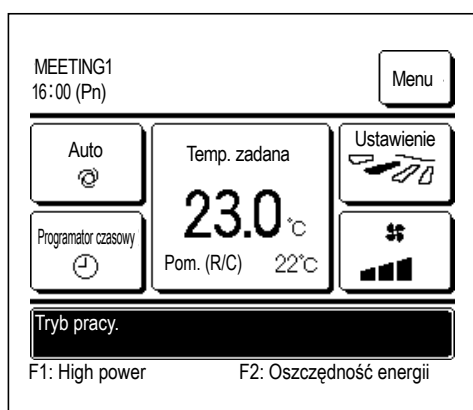 MEETING1
16:00 (Pn)
Menu
Auto
Temp. zadana
Ustawienie
23.0°C
Programator czasowy
Pom. (R/C) 22°C
Tryb pracy.
F1: High power F2: Oszczędność energii